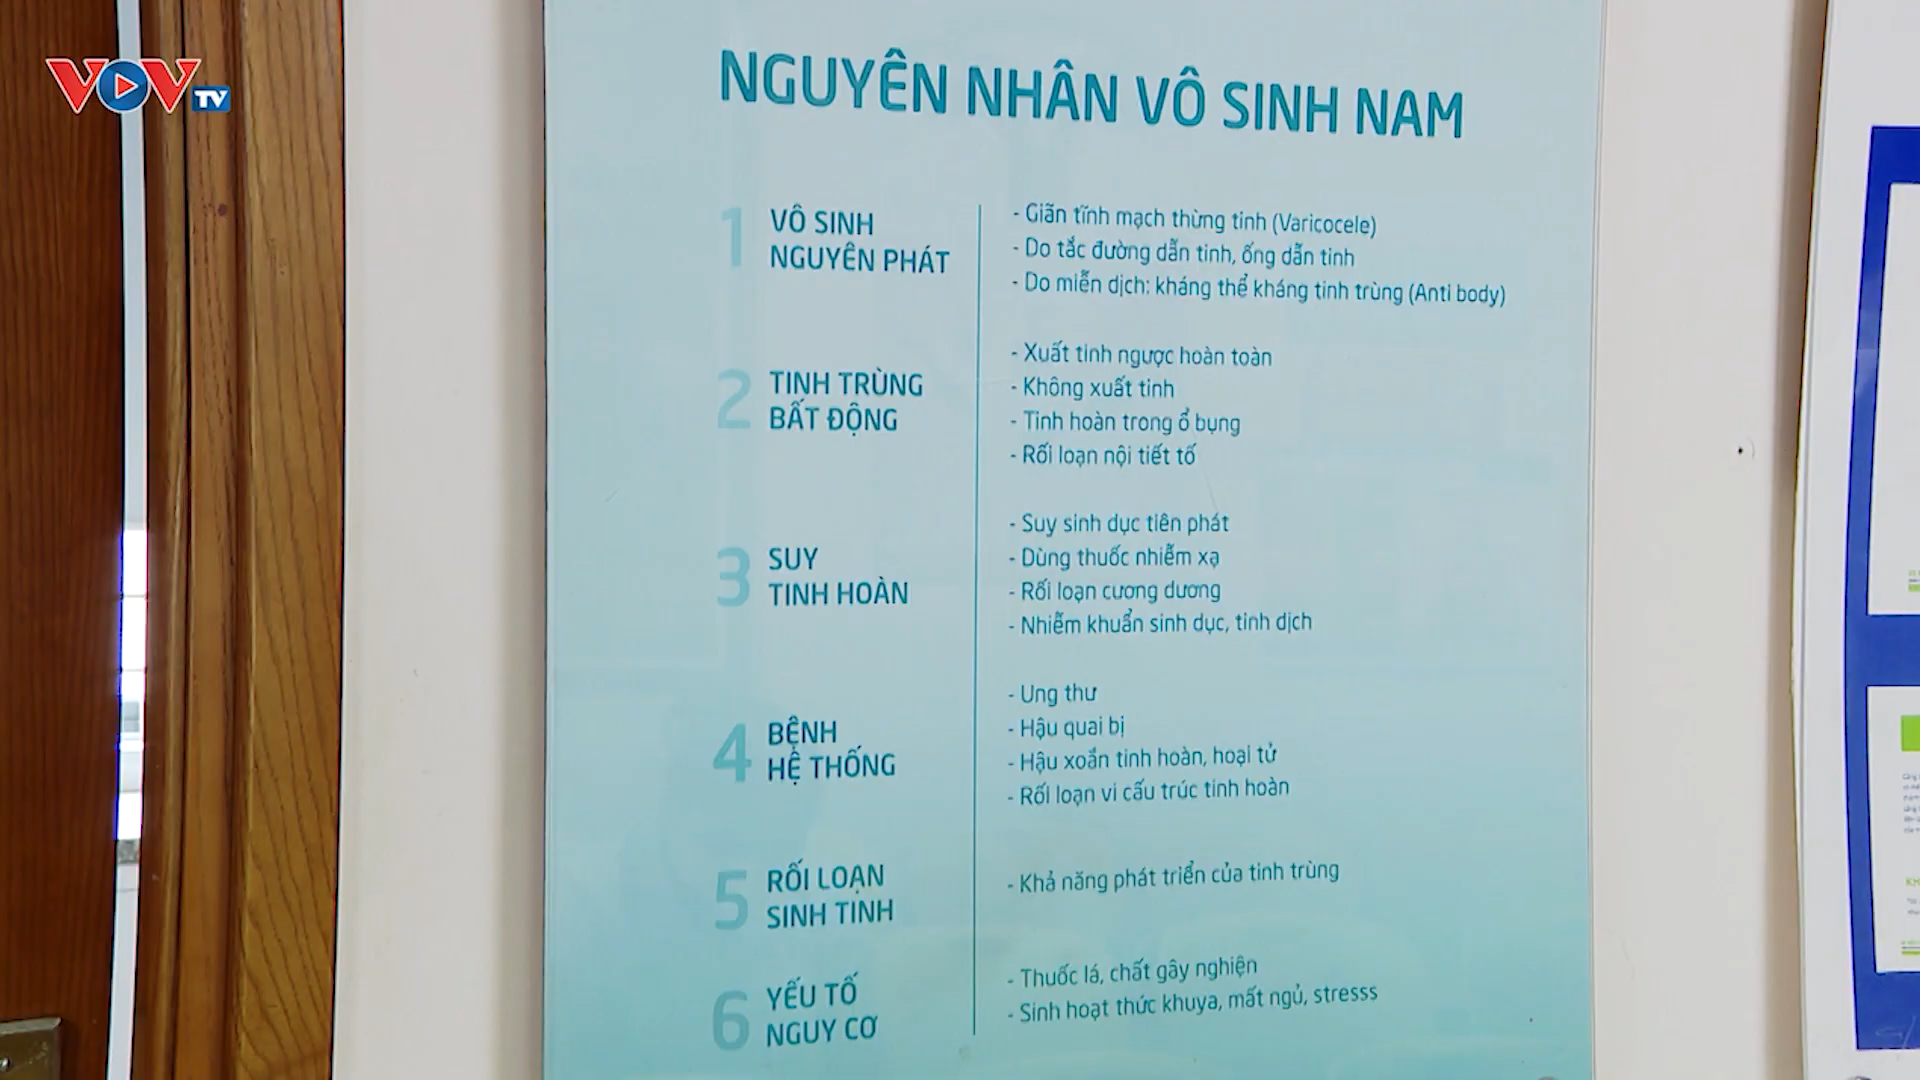 VOV TV
NGUYÊN NHÂN VÔ SINH NAM
1 VÔ SINH
NGUYÊN PHÁT
- Giãn tĩnh mạch thừng tinh (Varicocele)
- Do tắc đường dẫn tinh, ống dẫn tinh
- Do miễn dịch: kháng thể kháng tinh trùng (Anti body)
2 TINH TRÙNG
BẤT ĐỘNG
- Xuất tinh ngược hoàn toàn
- Không xuất tinh
- Tinh hoàn trong ổ bụng
- Rối loạn nội tiết tố
3 SUY
TINH HOÀN
- Suy sinh dục tiên phát
- Dùng thuốc nhiễm xạ
- Rối loạn cương dương
- Nhiễm khuẩn sinh dục, tinh dịch
4 BỆNH
HỆ THỐNG
- Ung thư
- Hậu quai bị
- Hậu xoắn tinh hoàn, hoại tử
- Rối loạn vi cấu trúc tinh hoàn
5 RỐI LOẠN
SINH TINH
- Khả năng phát triển của tinh trùng
6 YẾU TỐ
NGUY CƠ
- Thuốc lá, chất gây nghiện
- Sinh hoạt thức khuya, mất ngủ, stresss